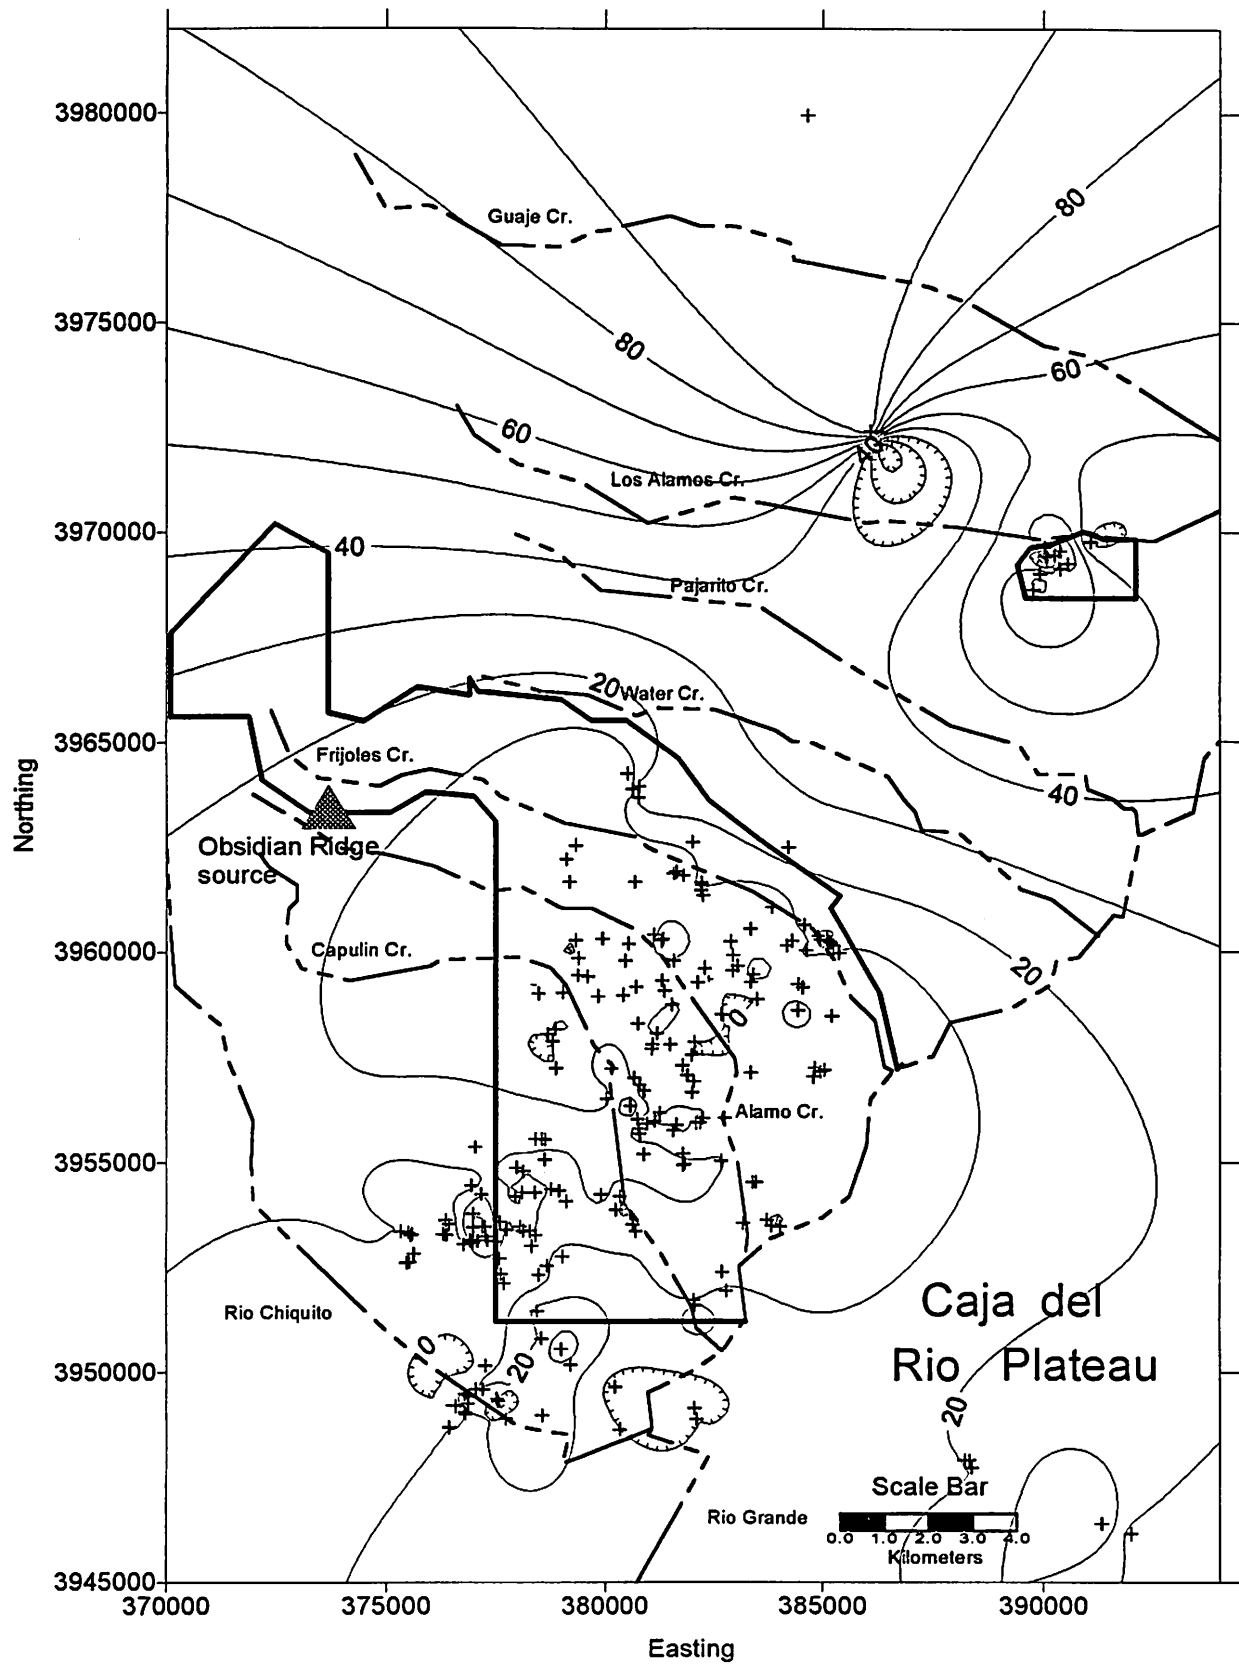 3980000
Guaje Cr.
80
3975000
80
60
60
0
Los Alamos Cr.
3970000
40
Pajarito Cr.
20
Water Cr.
3965000
Frijoles Cr.
40
Northing
Obsidian Ridge
source
Capulin Cr.
3960000
20
0
Alamo Cr.
3955000
Caja del
Rio Plateau
Rio Chiquito
0
20
3950000
20
Scale Bar
Rio Grande
0.0 1.0 2.0 3.0 4.0
Kilometers
3945000
370000 375000 380000 385000 390000
Easting